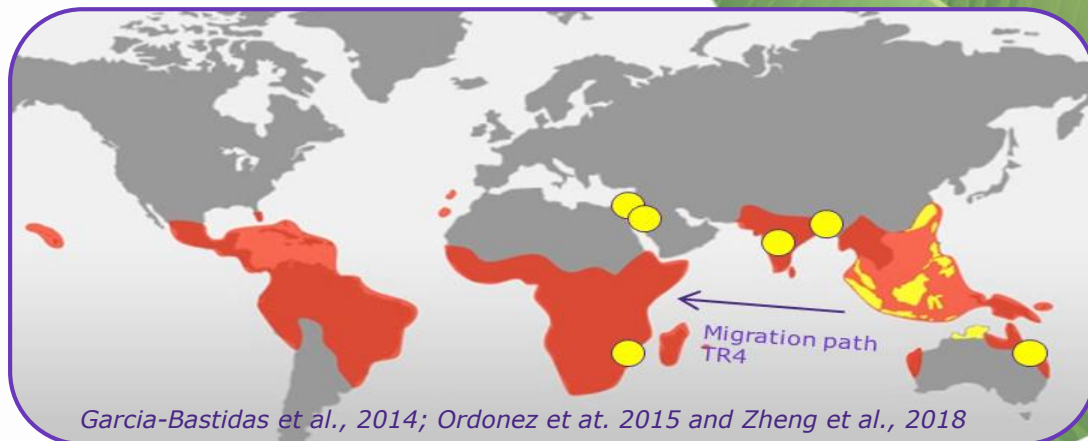 Migration path
TR4
Garcia-Bastidas et al., 2014; Ordonez et at. 2015 and Zheng et al., 2018